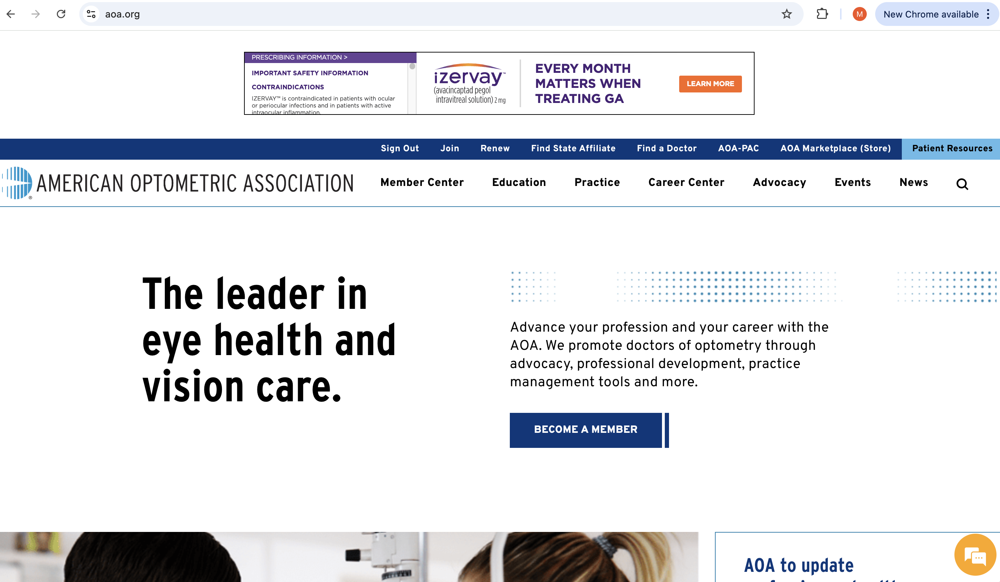 aoa.org
M
New Chrome available
PRESCRIBING INFORMATION >
IMPORTANT SAFETY INFORMATION
CONTRAINDICATIONS
IZERVAY™ is contraindicated in patients with ocular
or periocular infections and in patients with active
intraocular inflammation.
izervay™
(avacincaptad pegol
intravitreal solution) 2 mg
EVERY MONTH
MATTERS WHEN
TREATING GA
LEARN MORE
Sign Out Join Renew Find State Affiliate Find a Doctor AOA-PAC AOA Marketplace (Store) Patient Resources
AMERICAN OPTOMETRIC ASSOCIATION
®
Member Center Education Practice Career Center Advocacy Events News
The leader in
eye health and
vision care.
Advance your profession and your career with the
AOA. We promote doctors of optometry through
advocacy, professional development, practice
management tools and more.
BECOME A MEMBER
AOA to update